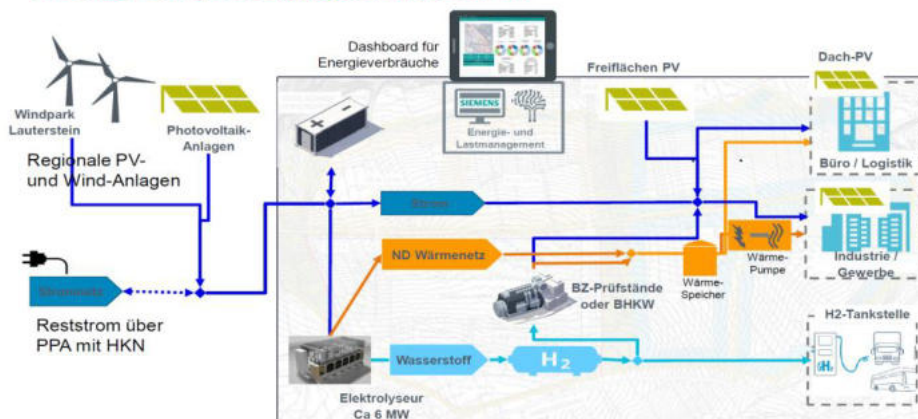 Dashboard für
Energieverbräuche
Windpark
Lauterstein
Photovoltaik-
Anlagen
Regionale PV-
und Wind-Anlagen
SIEMENS
Energie- und
Lastmanagement
Freiflächen PV
Dach-PV
Büro / Logistik
Strom
ND Wärmenetz
Wärme-
Speicher
Wärme-
Pumpe
Industrie /
Gewerbe
Stromnetz
Reststrom über
PPA mit HKN
BZ-Prüfstände
oder BHKW
Wasserstoff
H2
Elektrolyseur
Ca 6 MW
H2-Tankstelle
H2